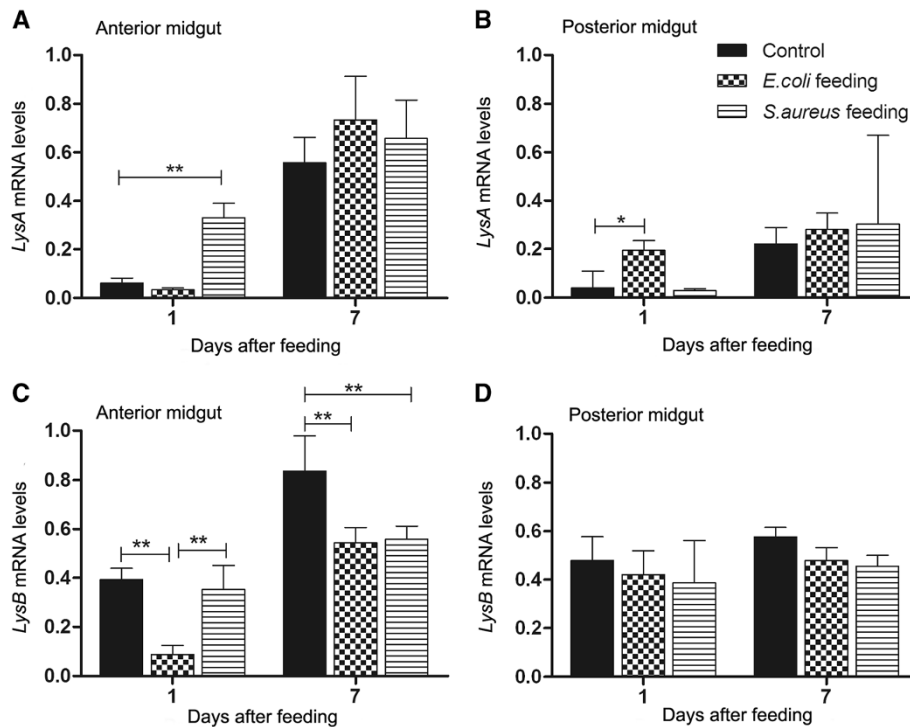 A
Anterior midgut
1.0
0.8
0.6
0.4
0.2
0.0
LysA mRNA levels
**
1
7
Days after feeding
B
Posterior midgut
Control
E.coli feeding
S.aureus feeding
1.0
0.8
0.6
0.4
0.2
0.0
LysA mRNA levels
*
1
7
Days after feeding
C
Anterior midgut
1.0
0.8
0.6
0.4
0.2
0.0
LysB mRNA levels
**
**
**
**
1
7
Days after feeding
D
Posterior midgut
1.0
0.8
0.6
0.4
0.2
0.0
LysB mRNA levels
1
7
Days after feeding